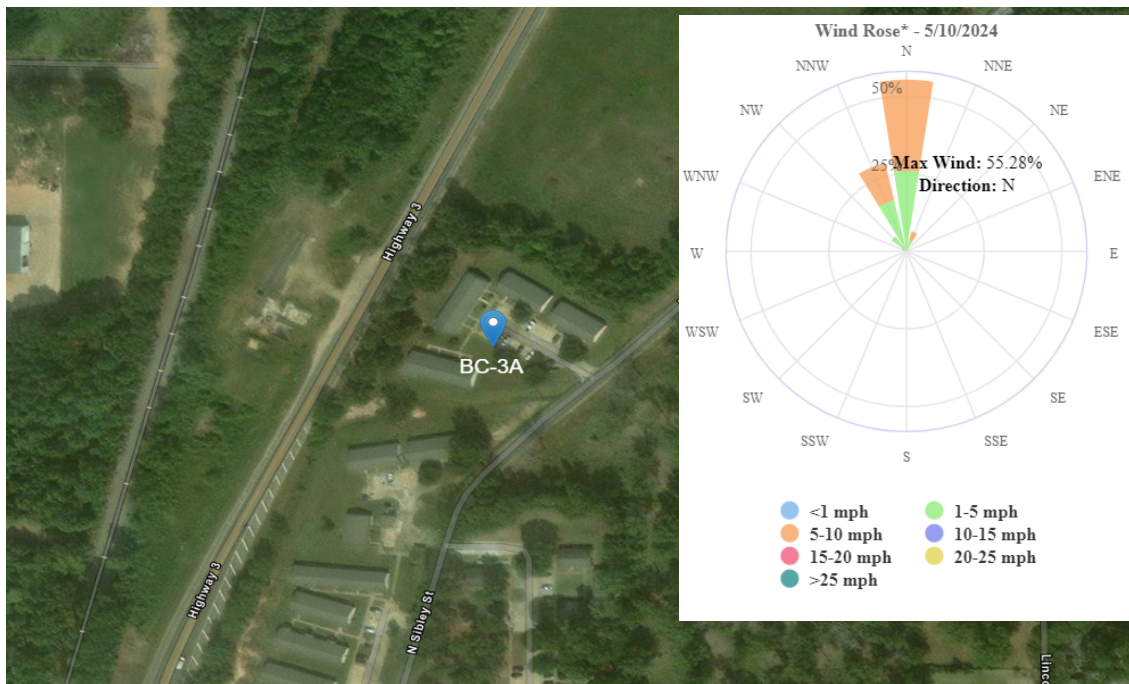 Highway 3
BC-3A
Highway 3
N Sibley St
Wind Rose* - 5/10/2024
N
NNW
NNE
50%
NW
NE
25%
Max Wind: 55.28%
WNW
ENE
Direction: N
W
E
WSW
ESE
SW
SE
SSW
SSE
S
<1 mph
1-5 mph
5-10 mph
10-15 mph
15-20 mph
20-25 mph
>25 mph